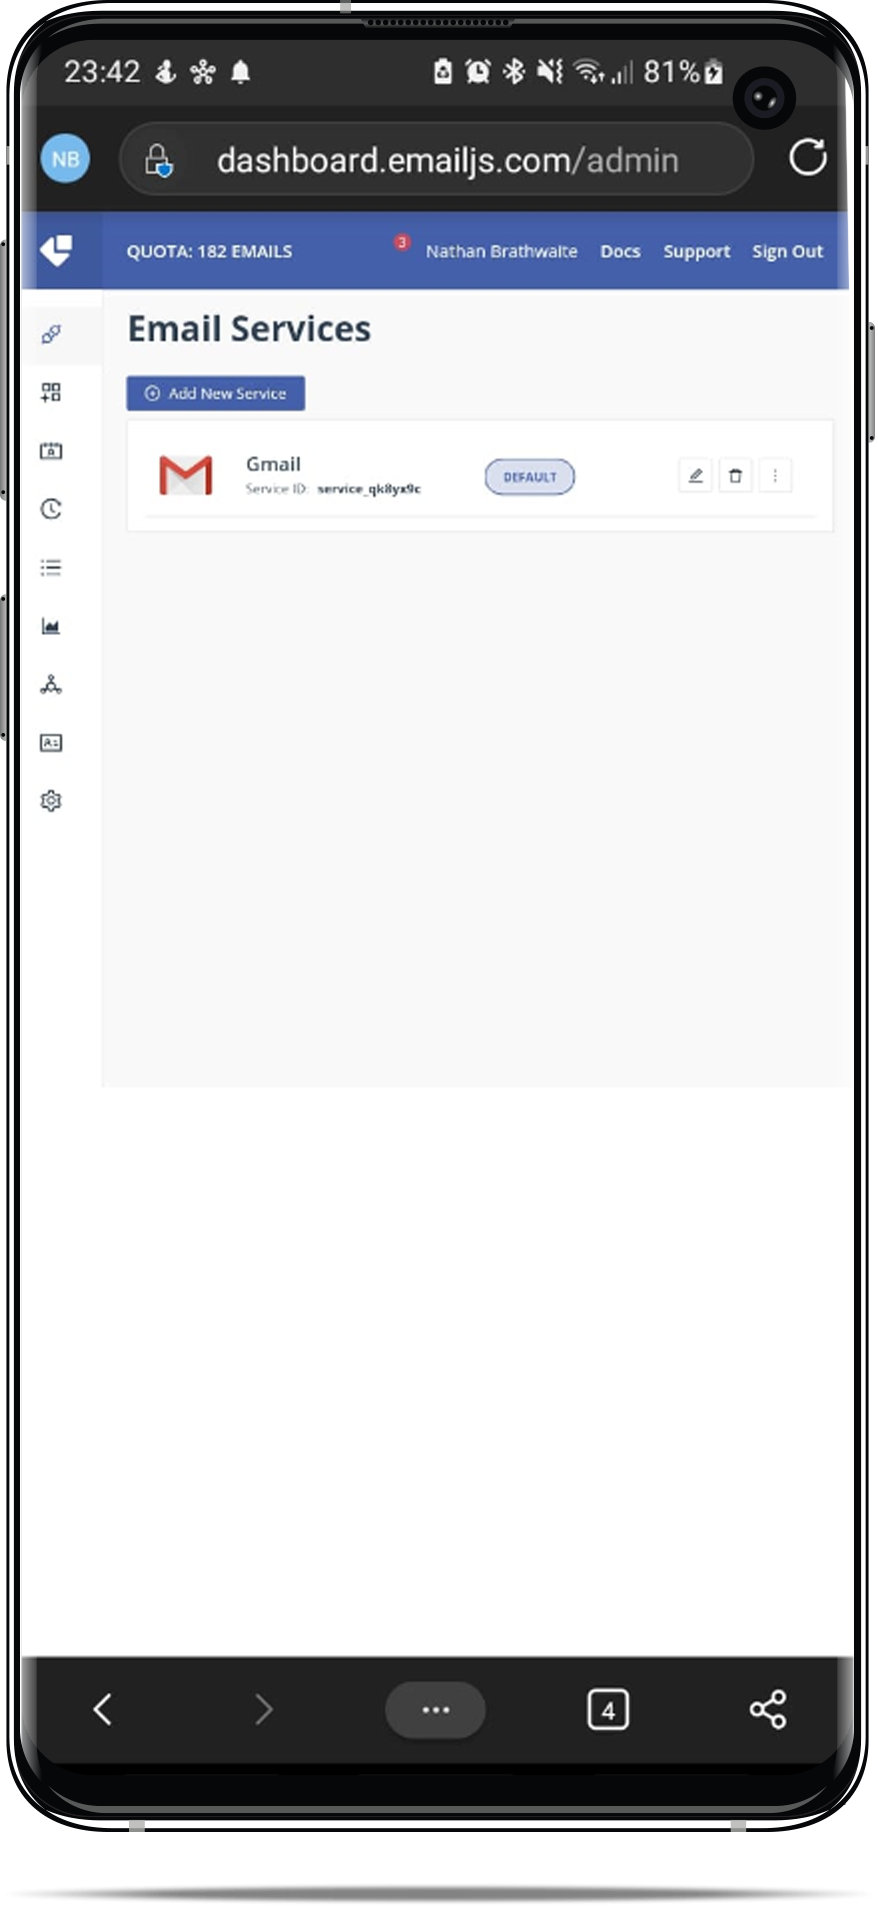 23:42 81%
NB dashboard.emailjs.com/admin
QUOTA: 182 EMAILS 3 Nathan Brathwaite Docs Support Sign Out
Email Services
Add New Service
Gmail
Service ID: service_qk8yx9c
DEFAULT
4